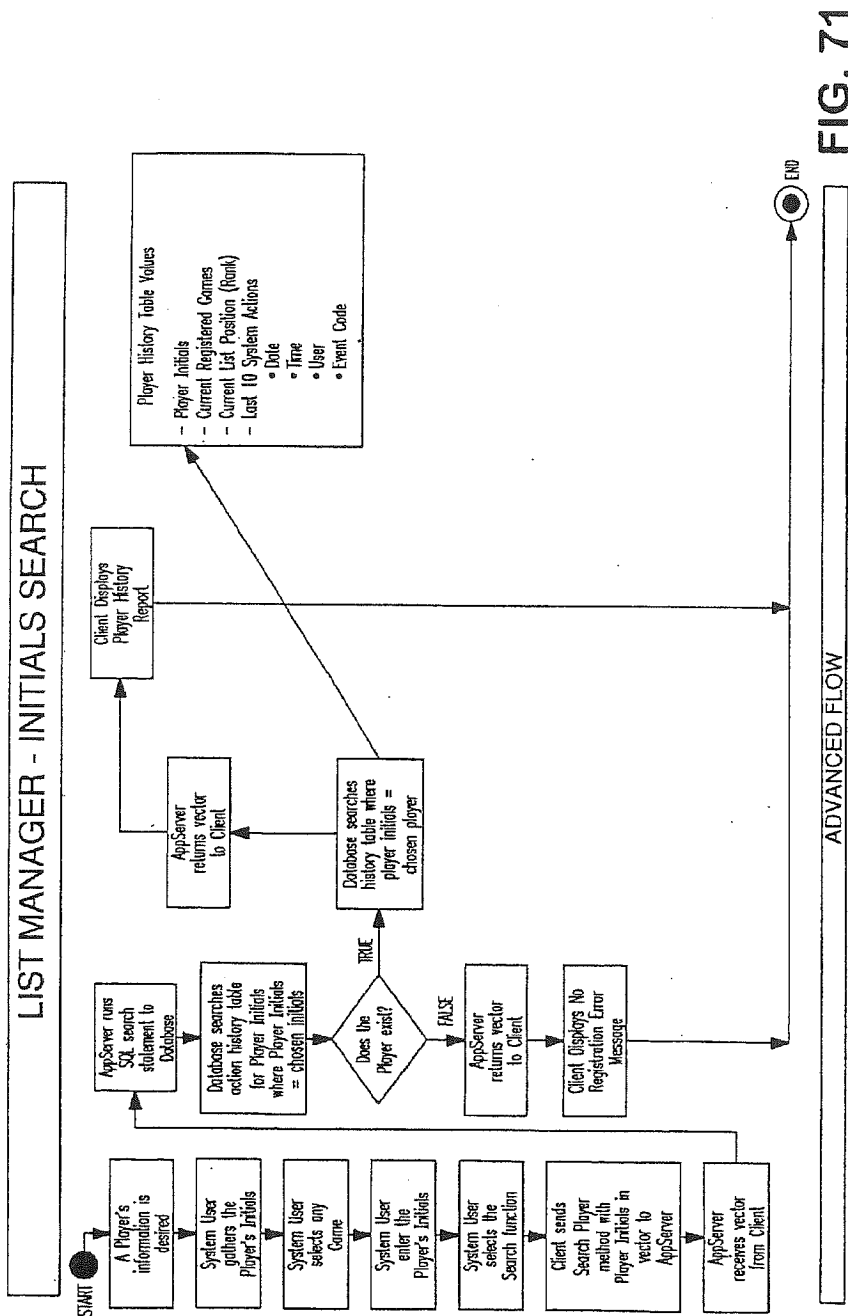 LIST MANAGER - INITIALS SEARCH
START
A Player's
information is
desired
System User
gathers the
Player's Initials
System User
selects any
Game
System User
enter the
Player's Initials
System User
selects the
Search function
Client sends
Search Player
method with
Player Initials in
vector to
AppServer
AppServer
receives vector
from Client
AppServer runs
SQL search
statement to
Database
Database searches
action history table
for Player Initials
where Player Initials
= chosen initials
Does the
Player exist?
TRUE
FALSE
AppServer
returns vector
to Client
Client Displays No
Registration Error
Message
Database searches
history table where
player initials =
chosen player
AppServer
returns vector
to Client
Client Displays
Player History
Report
Player History Table Values
- Player Initials
- Current Registered Games
- Current List Position (Rank)
- Last 10 System Actions
• Date
• Time
• User
• Event Code
END
ADVANCED FLOW
FIG. 71